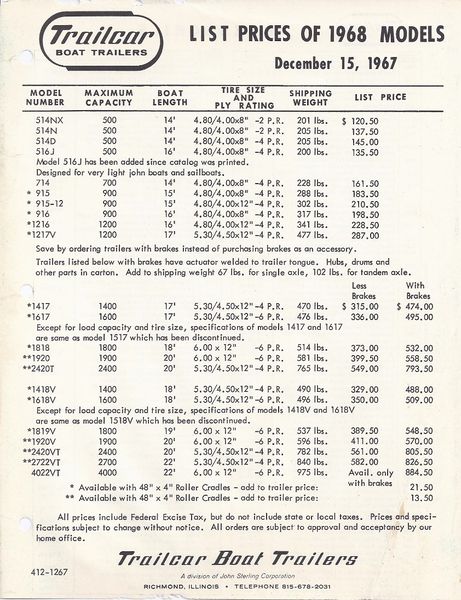 Trailcar
BOAT TRAILERS
LIST PRICES OF 1968 MODELS
December 15, 1967
MODEL NUMBER MAXIMUM CAPACITY BOAT LENGTH TIRE SIZE AND PLY RATING SHIPPING WEIGHT LIST PRICE
514NX 500 14' 4.80/4.00x8" -2 P.R. 201 lbs. $ 120.50
514N 500 14' 4.80/4.00x8" -2 P.R. 205 lbs. 137.50
514D 500 14' 4.80/4.00x8" -4 P.R. 205 lbs. 145.00
516J 500 16' 4.80/4.00x8" -2 P.R. 200 lbs. 135.50
Model 516J has been added since catalog was printed.
Designed for very light john boats and sailboats.
714 700 14' 4.80/4.00x8" -4 P.R. 228 lbs. 161.50
* 915 900 15' 4.80/4.00x8" -4 P.R. 288 lbs. 183.50
* 915-12 900 15' 4.80/4.00x12" -4 P.R. 302 lbs. 210.50
* 916 900 16' 4.80/4.00x8" -4 P.R. 317 lbs. 198.50
*1216 1200 16' 4.80/4.00x8" -4 P.R. 341 lbs. 228.50
*1217V 1200 17' 5.30/4.50x12" -4 P.R. 477 lbs. 287.00
Save by ordering trailers with brakes instead of purchasing brakes as an accessory.
Trailers listed below with brakes have actuator welded to trailer tongue. Hubs, drums and
other parts in carton. Add to shipping weight 67 lbs. for single axle, 102 lbs. for tandem axle.
Less Brakes With Brakes
*1417 1400 17' 5.30/4.50x12" -4 P.R. 470 lbs. $ 315.00 $ 474.00
*1617 1600 17' 5.30/4.50x12" -6 P.R. 476 lbs. 336.00 495.00
Except for load capacity and tire size, specifications of models 1417 and 1617
are same as model 1517 which has been discontinued.
*1818 1800 18' 6.00 x 12" -6 P.R. 514 lbs. 373.00 532.00
**1920 1900 20' 6.00 x 12" -6 P.R. 581 lbs. 399.50 558.50
**2420T 2400 20' 5.30/4.50x12" -4 P.R. 765 lbs. 549.00 793.50
*1418V 1400 18' 5.30/4.50x12" -4 P.R. 490 lbs. 329.00 488.00
*1618V 1600 18' 5.30/4.50x12" -6 P.R. 496 lbs. 350.00 509.00
Except for load capacity and tire size, specifications of models 1418V and 1618V
are same as model 1518V which has been discontinued.
*1819V 1800 19' 6.00 x 12" -6 P.R. 537 lbs. 389.50 548.50
**1920V 1900 20' 6.00 x 12" -6 P.R. 596 lbs. 411.00 570.00
**2420VT 2400 20' 5.30/4.50x12" -4 P.R. 782 lbs. 561.00 805.50
**2722VT 2700 22' 5.30/4.50x12" -4 P.R. 840 lbs. 582.00 826.50
4022VT 4000 22' 6.00 x 12" -6 P.R. 975 lbs. Avail. only with brakes 884.50
* Available with 48" x 4" Roller Cradles - add to trailer price: 21.50
** Available with 48" x 4" Roller Cradles - add to trailer price: 13.50
All prices include Federal Excise Tax, but do not include state or local taxes. Prices and speci-
fications subject to change without notice. All orders are subject to approval and acceptance by our
home office.
Trailcar Boat Trailers
A division of John Sterling Corporation
412-1267
RICHMOND, ILLINOIS • TELEPHONE 815-678-2031